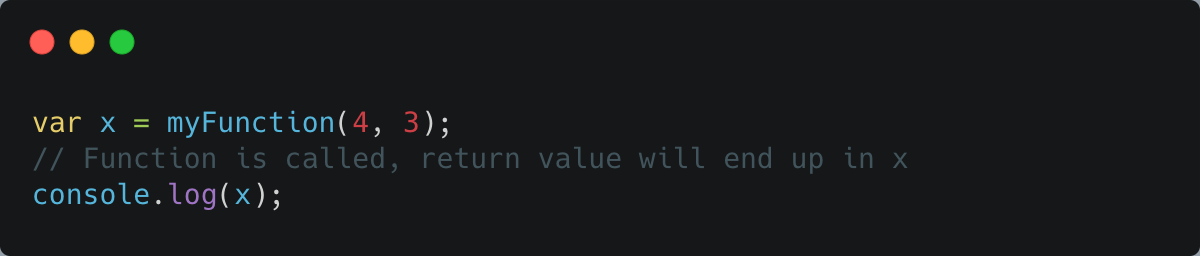 var x = myFunction(4, 3);
// Function is called, return value will end up in x
console.log(x);